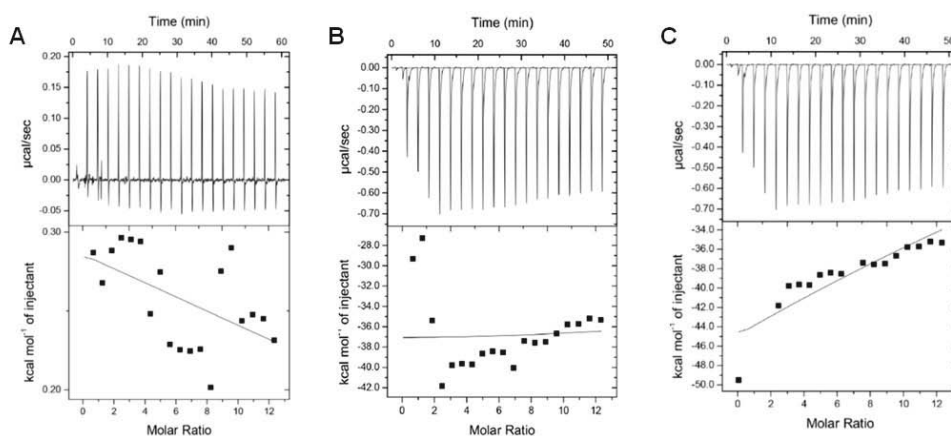 A
Time (min)
0 10 20 30 40 50 60
0.20
0.15
0.10
0.05
0.00
-0.05
µcal/sec
0.30
0.20
kcal mol⁻¹ of injectant
0 2 4 6 8 10 12
Molar Ratio
B
Time (min)
0 10 20 30 40 50
0.00
-0.10
-0.20
-0.30
-0.40
-0.50
-0.60
-0.70
µcal/sec
-28.0
-30.0
-32.0
-34.0
-36.0
-38.0
-40.0
-42.0
kcal mol⁻¹ of injectant
0 2 4 6 8 10 12
Molar Ratio
C
Time (min)
0 10 20 30 40 50
0.00
-0.10
-0.20
-0.30
-0.40
-0.50
-0.60
-0.70
µcal/sec
-34.0
-36.0
-38.0
-40.0
-42.0
-44.0
-46.0
-48.0
-50.0
kcal mol⁻¹ of injectant
0 2 4 6 8 10 12
Molar Ratio